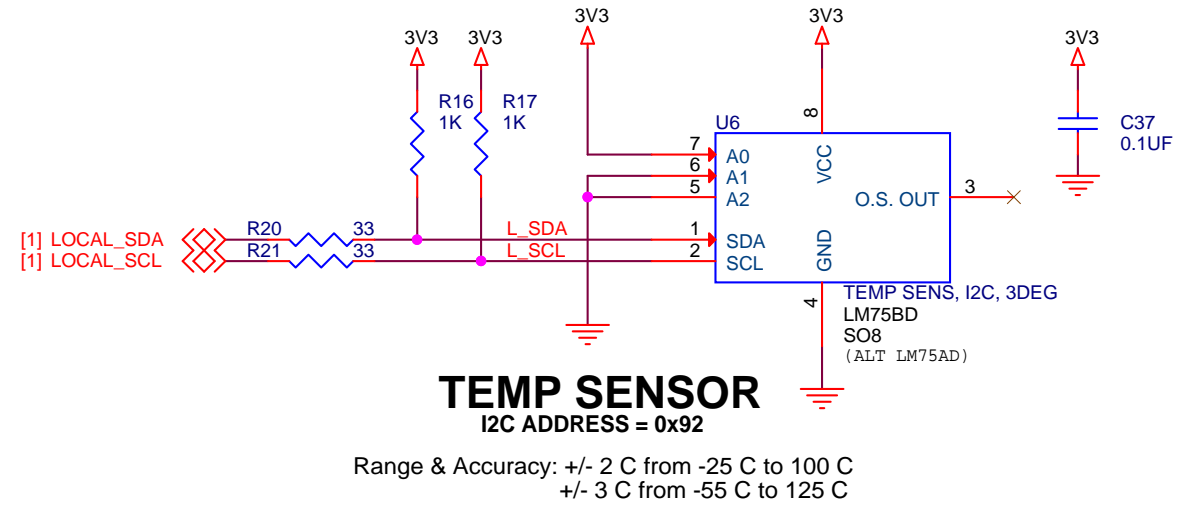 3V3
3V3
3V3
3V3
3V3
R16
1K
R17
1K
U6
8
VCC
C37
0.1UF
7
A0
6
A1
5
A2
O.S. OUT
3
[1] LOCAL_SDA
R20
33
L_SDA
1
SDA
[1] LOCAL_SCL
R21
33
L_SCL
2
SCL
GND
4
TEMP SENS, I2C, 3DEG
LM75BD
SO8
(ALT LM75AD)
TEMP SENSOR
I2C ADDRESS = 0x92
Range & Accuracy: +/- 2 C from -25 C to 100 C
+/- 3 C from -55 C to 125 C